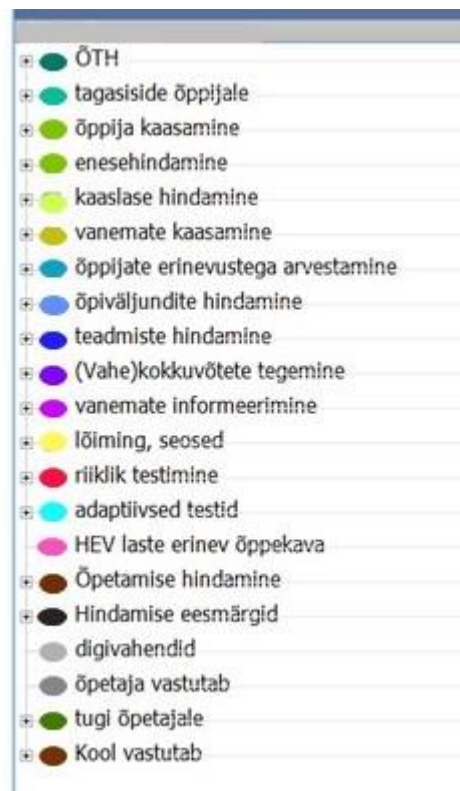 ÕTH
tagasiside õppijale
õppija kaasamine
enesehindamine
kaaslase hindamine
vanemate kaasamine
õppijate erinevustega arvestamine
õpiväljundite hindamine
teadmiste hindamine
(Vahe)kokkuvõtete tegemine
vanemate informeerimine
lõiming, seosed
riiklik testimine
adaptiivsed testid
HEV laste erinev õppekava
Õpetamise hindamine
Hindamise eesmärgid
digivahendid
õpetaja vastutab
tugi õpetajale
Kool vastutab